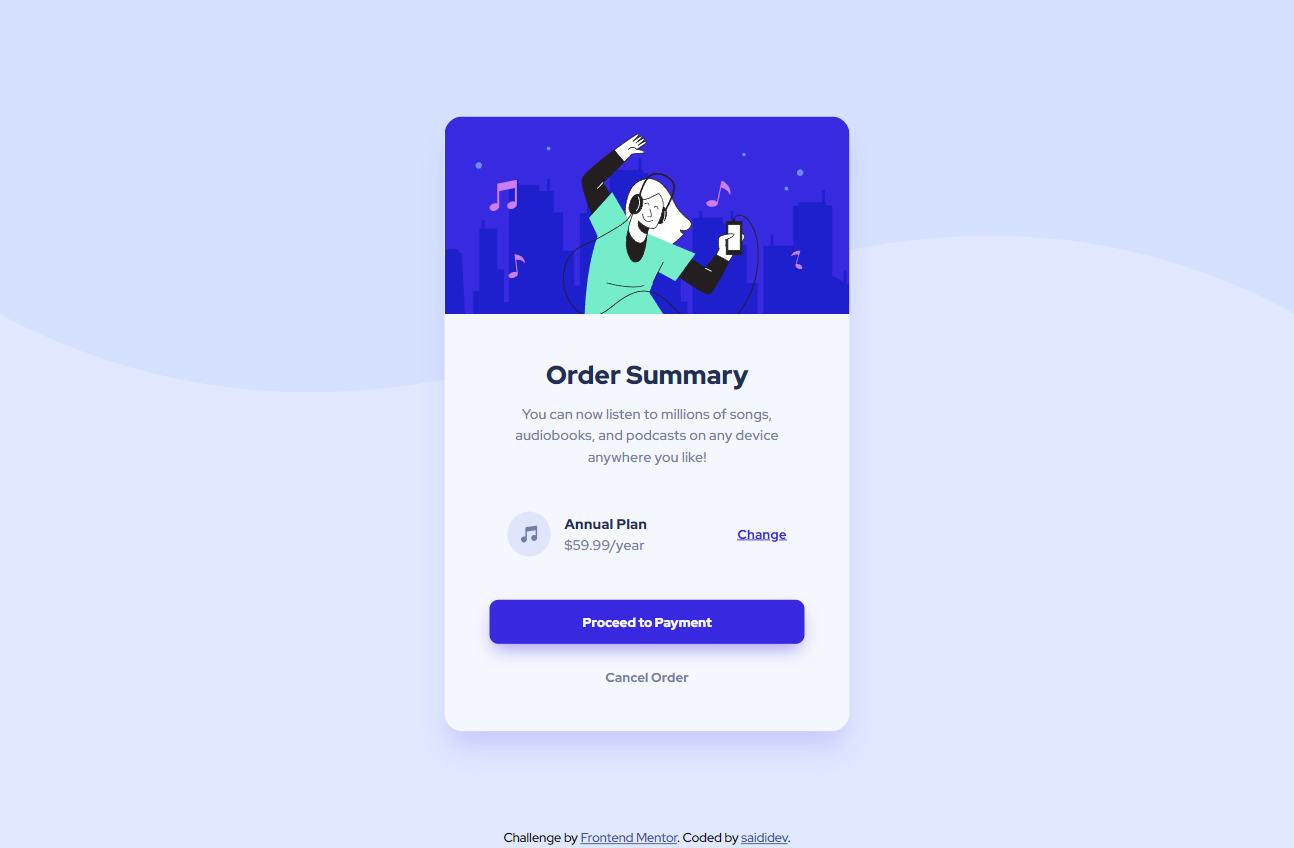 Order Summary
You can now listen to millions of songs,
audiobooks, and podcasts on any device
anywhere you like!
Annual Plan
$59.99/year
Change
Proceed to Payment
Cancel Order
Challenge by Frontend Mentor. Coded by saididev.